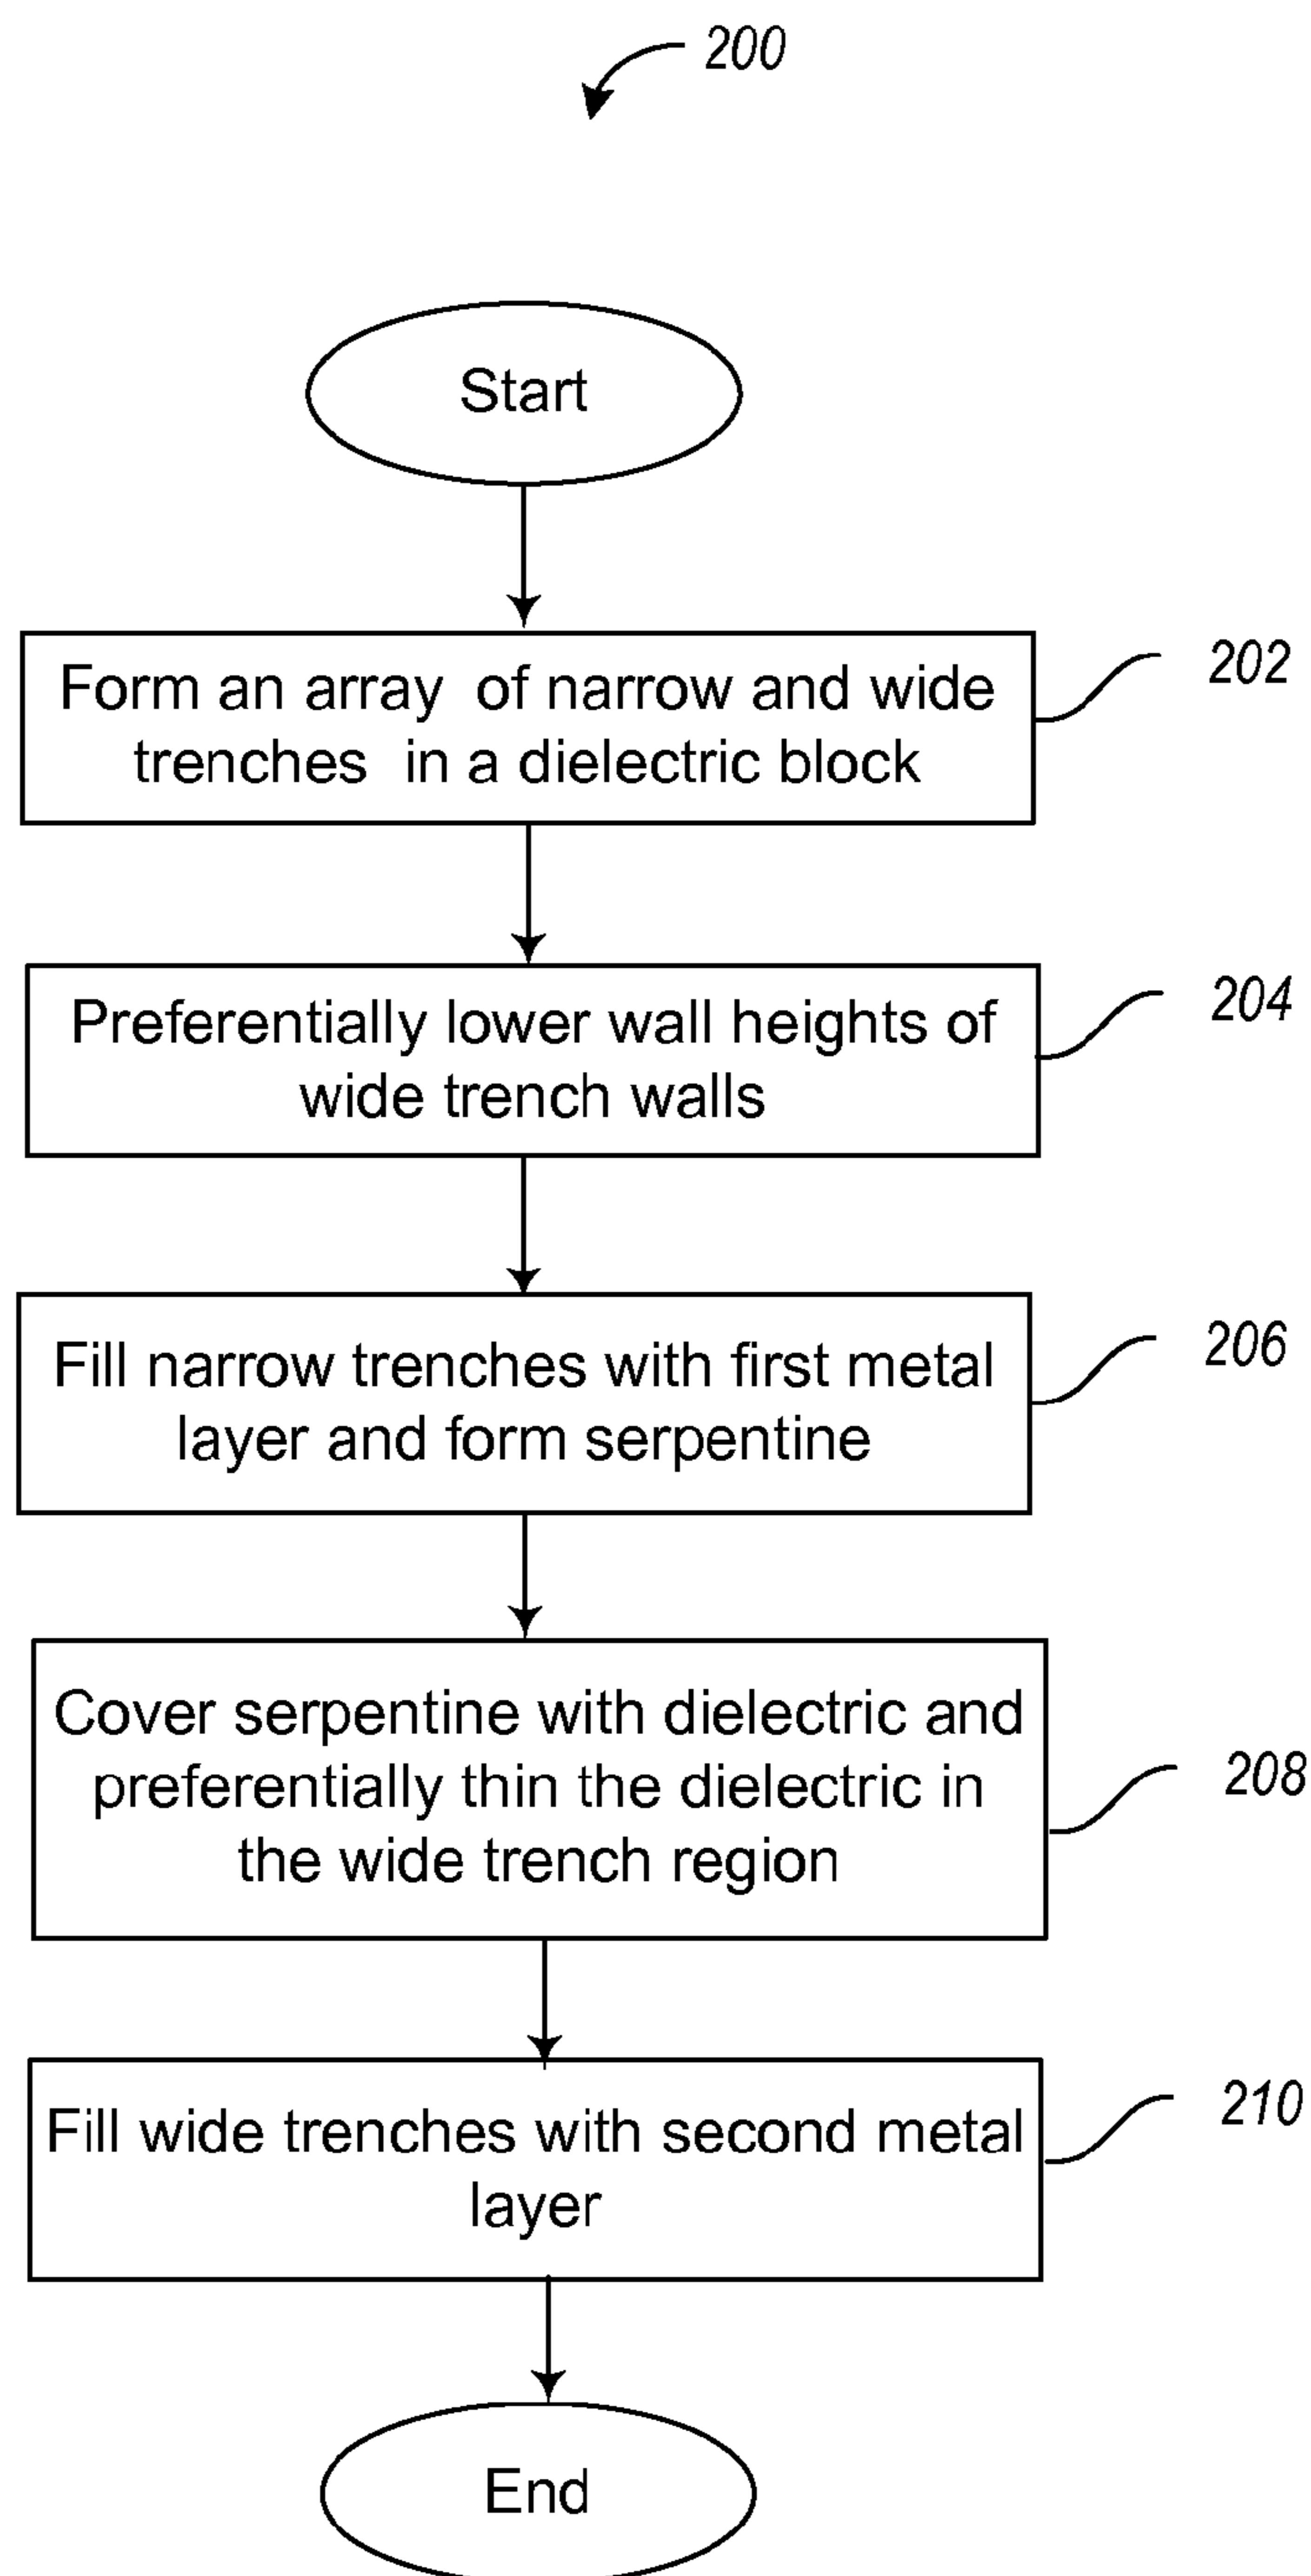 200
Start
Form an array of narrow and wide
trenches in a dielectric block
202
Preferentially lower wall heights of
wide trench walls
204
Fill narrow trenches with first metal
layer and form serpentine
206
Cover serpentine with dielectric and
preferentially thin the dielectric in
the wide trench region
208
Fill wide trenches with second metal
layer
210
End